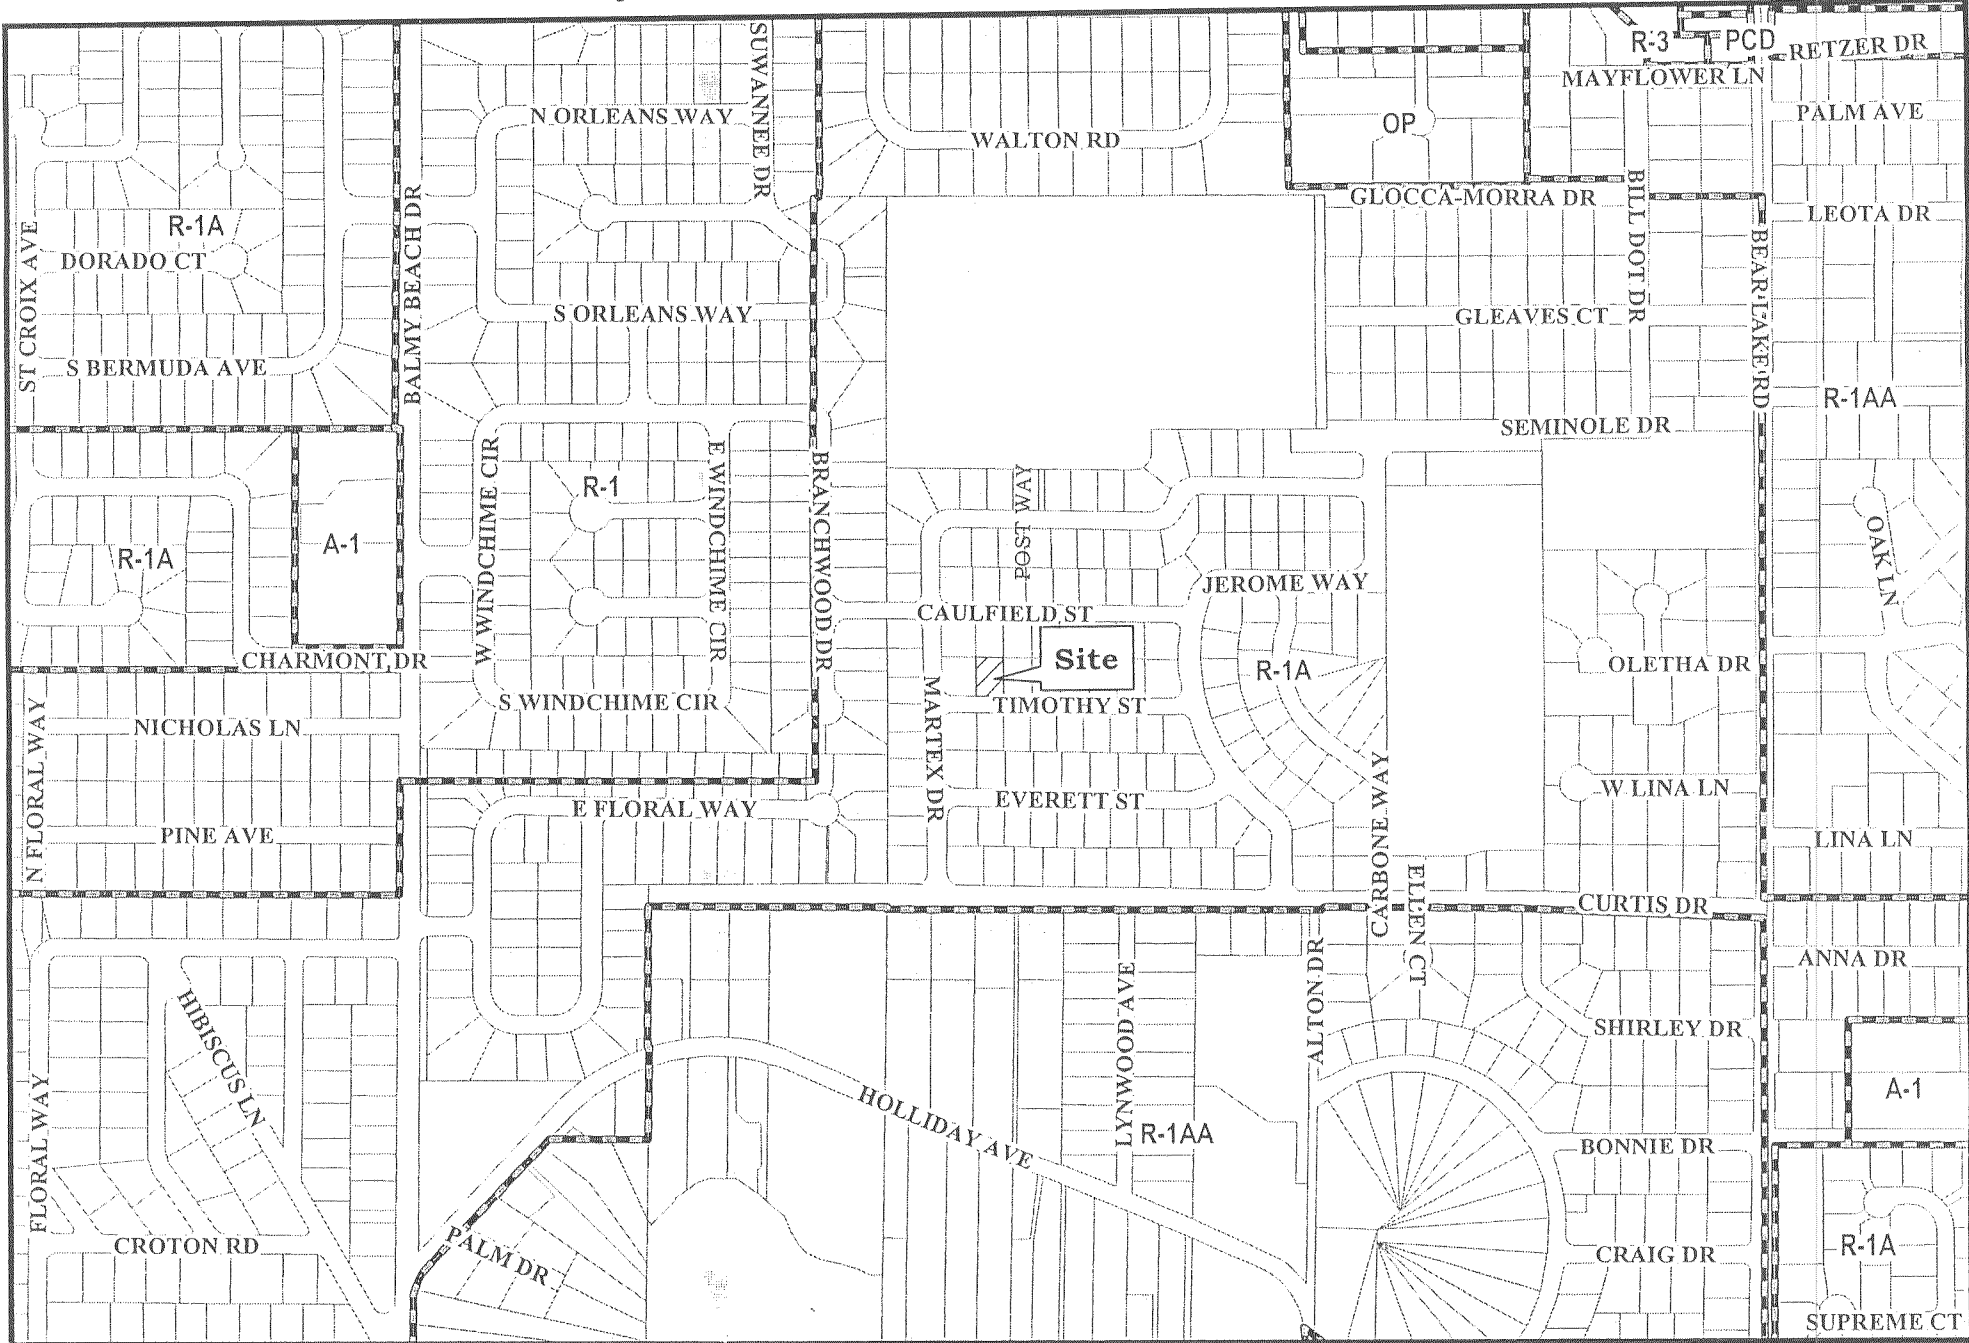 R-3
PCD
RETZER DR
MAYFLOWER LN
SUWANNEE DR
N ORLEANS WAY
WALTON RD
OP
PALM AVE
GLOCCA-MORRA DR
BILL DOT DR
LEOTA DR
R-1A
DORADO CT
ST CROIX AVE
BALMY BEACH DR
S ORLEANS WAY
GLEAVES CT
BEAR LAKE RD
S BERMUDA AVE
R-1AA
SEMINOLE DR
W WINDCHIME CIR
R-1
E WINDCHIME CIR
BRANCHWOOD DR
POST WAY
OAK LN
R-1A
A-1
JEROME WAY
CAULFIELD ST
Site
R-1A
CHARMONT DR
OLETHA DR
S WINDCHIME CIR
MARTEX DR
TIMOTHY ST
N FLORAL WAY
NICHOLAS LN
CARBONE WAY
W LINA LN
E FLORAL WAY
EVERETT ST
PINE AVE
LINA LN
ELLEN CT
CURTIS DR
ANNA DR
HIBISCUS LN
LYNWOOD AVE
ALTON DR
SHIRLEY DR
FLORAL WAY
HOLLIDAY AVE
R-1AA
A-1
BONNIE DR
CROTON RD
PALM DR
CRAIG DR
R-1A
SUPREME CT